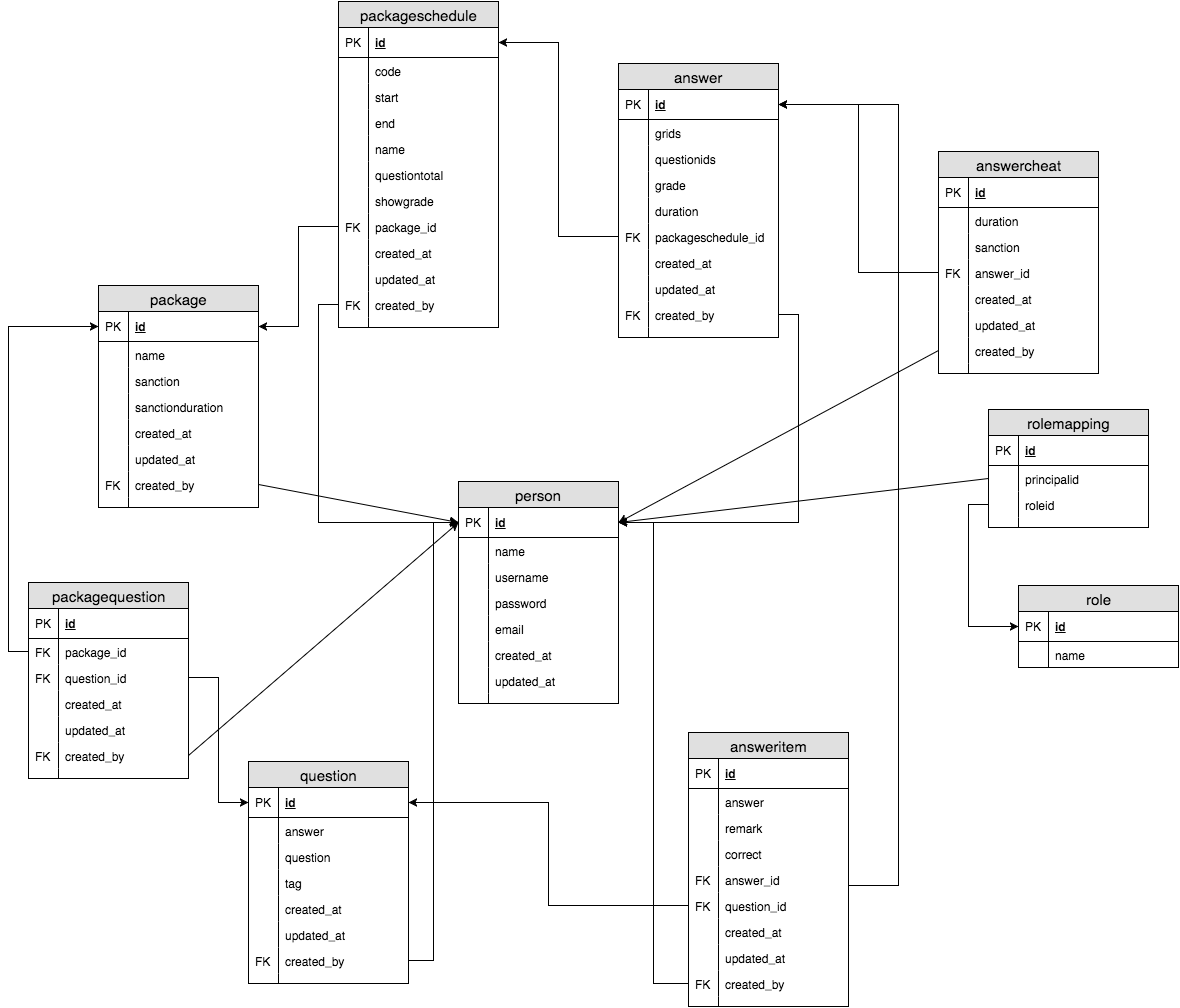 packageschedule
PK id
code
start
end
name
questiontotal
showgrade
FK package_id
created_at
updated_at
FK created_by
answer
PK id
grids
questionids
grade
duration
FK packageschedule_id
created_at
updated_at
FK created_by
answercheat
PK id
duration
sanction
FK answer_id
created_at
updated_at
created_by
package
PK id
name
sanction
sanctionduration
created_at
updated_at
FK created_by
rolemapping
PK id
principalid
roleid
person
PK id
name
username
password
email
created_at
updated_at
packagequestion
PK id
FK package_id
FK question_id
created_at
updated_at
FK created_by
role
PK id
name
question
PK id
answer
question
tag
created_at
updated_at
FK created_by
answeritem
PK id
answer
remark
correct
FK answer_id
FK question_id
created_at
updated_at
FK created_by